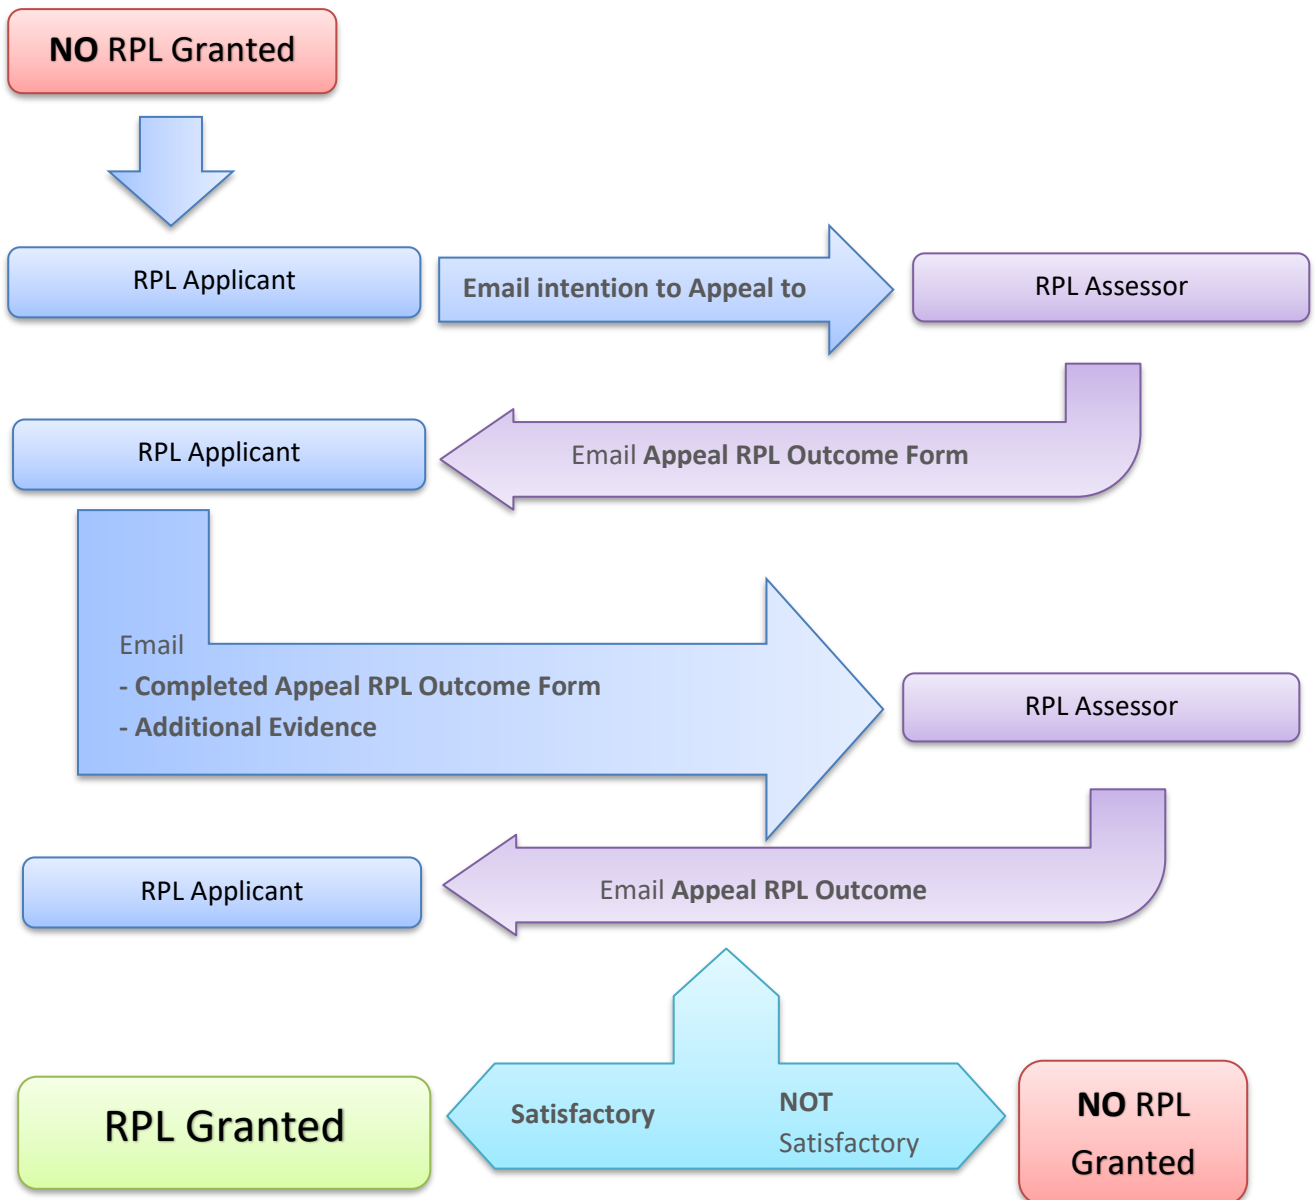 NO RPL Granted
RPL Applicant
Email intention to Appeal to
RPL Assessor
RPL Applicant
Email Appeal RPL Outcome Form
Email
- Completed Appeal RPL Outcome Form
- Additional Evidence
RPL Assessor
RPL Applicant
Email Appeal RPL Outcome
RPL Granted
Satisfactory
NOT
Satisfactory
NO RPL
Granted